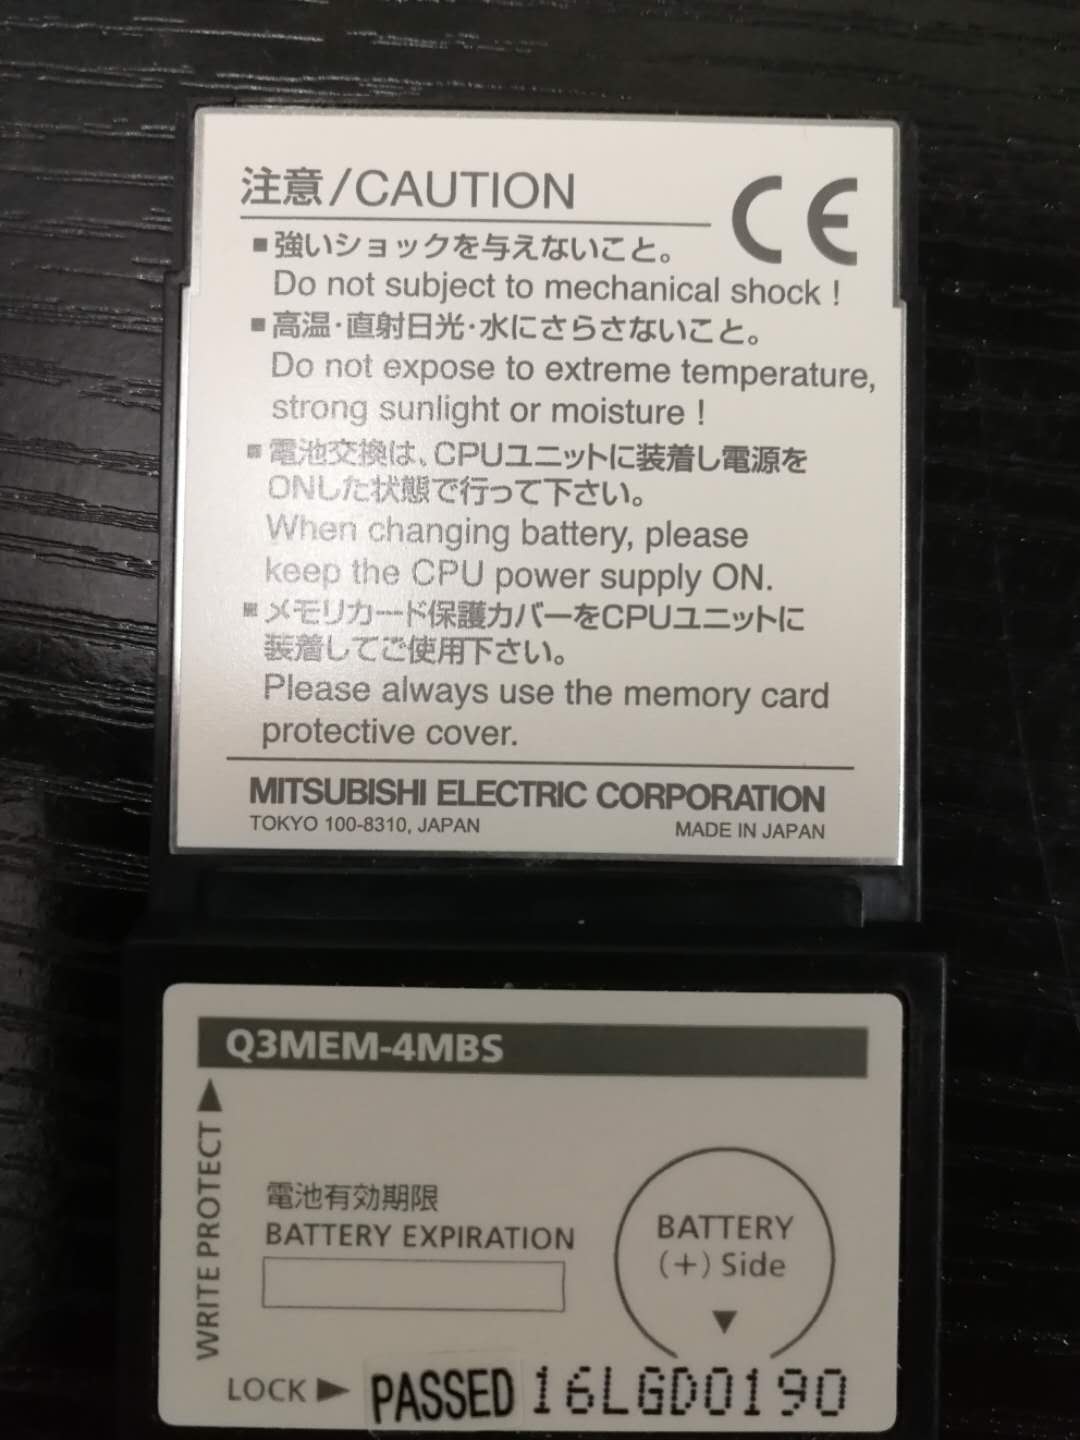 注意/CAUTION CE
■強いショックを与えないこと。
Do not subject to mechanical shock !
■高温・直射日光・水にさらさないこと。
Do not expose to extreme temperature,
strong sunlight or moisture !
■電池交換は、CPUユニットに装着し電源を
ONした状態で行って下さい。
When changing battery, please
keep the CPU power supply ON.
■メモリカード保護カバーをCPUユニットに
装着してご使用下さい。
Please always use the memory card
protective cover.
MITSUBISHI ELECTRIC CORPORATION
TOKYO 100-8310, JAPAN MADE IN JAPAN
Q3MEM-4MBS
WRITE PROTECT ▶
電池有効期限
BATTERY EXPIRATION
BATTERY
(+) Side
▼
LOCK ▶ PASSED 16LGD0190